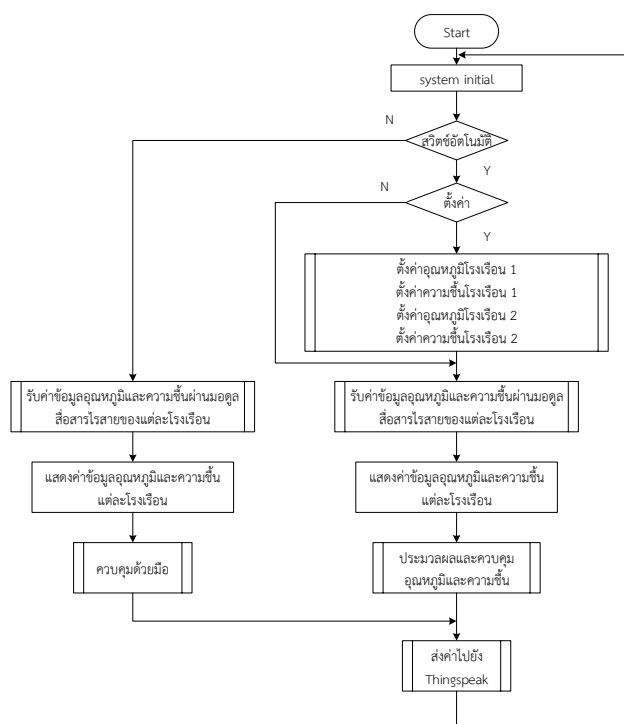 Start
system initial
N
สวิตช์อัตโนมัติ
Y
N
ตั้งค่า
Y
ตั้งค่าอุณหภูมิโรงเรือน 1
ตั้งค่าความชื้นโรงเรือน 1
ตั้งค่าอุณหภูมิโรงเรือน 2
ตั้งค่าความชื้นโรงเรือน 2
รับค่าข้อมูลอุณหภูมิและความชื้นผ่านมอดูล
สื่อสารไร้สายของแต่ละโรงเรือน
รับค่าข้อมูลอุณหภูมิและความชื้นผ่านมอดูล
สื่อสารไร้สายของแต่ละโรงเรือน
แสดงค่าข้อมูลอุณหภูมิและความชื้น
แต่ละโรงเรือน
แสดงค่าข้อมูลอุณหภูมิและความชื้น
แต่ละโรงเรือน
ควบคุมด้วยมือ
ประมวลผลและควบคุม
อุณหภูมิและความชื้น
ส่งค่าไปยัง
Thingspeak